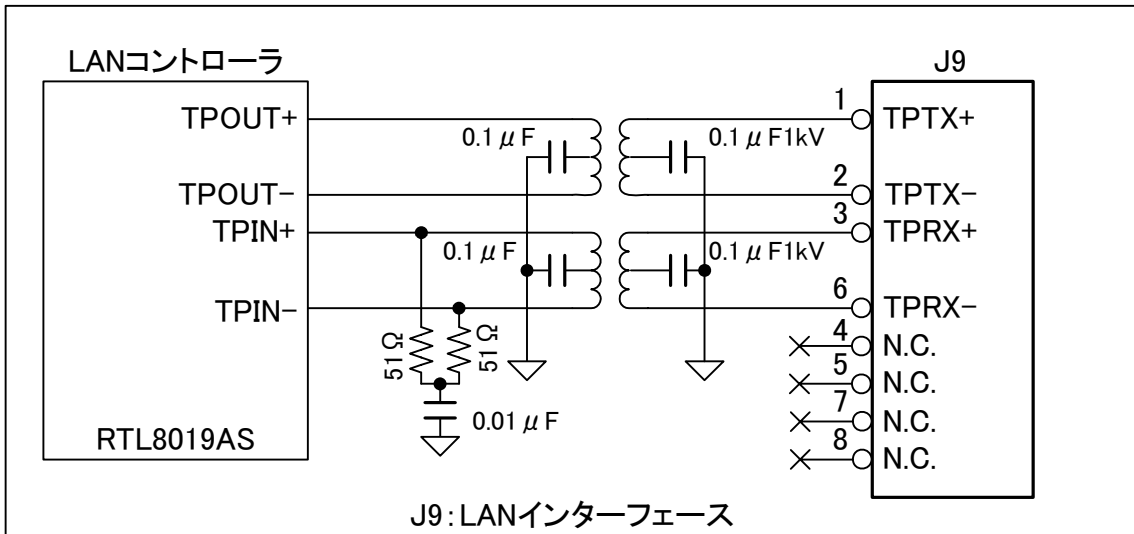 LANコントローラ
J9
TPOUT+
0.1μF
0.1μF1kV
1
TPTX+
TPOUT−
2
TPTX−
TPIN+
3
TPRX+
0.1μF
0.1μF1kV
TPIN−
6
TPRX−
51Ω
51Ω
4
N.C.
5
N.C.
0.01μF
7
N.C.
RTL8019AS
8
N.C.
J9:LANインターフェース